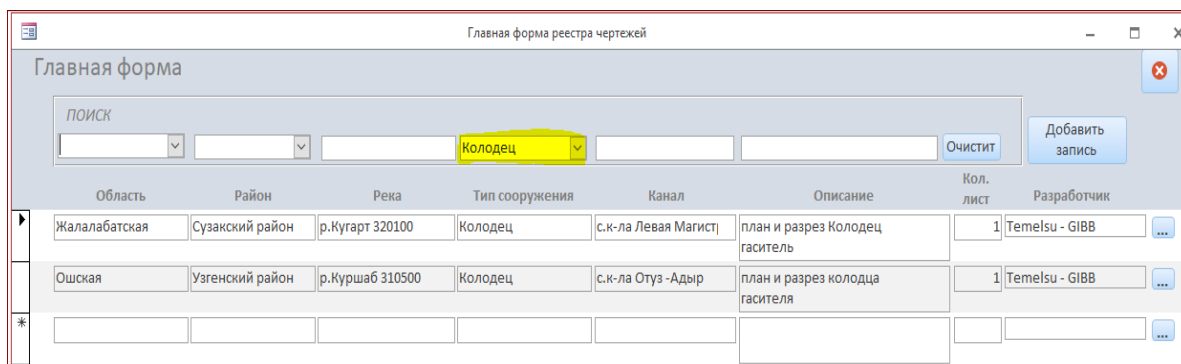 Главная форма реестра чертежей
Главная форма
ПОИСК
Колодец
Очистит
Добавить
запись
Область Район Река Тип сооружения Канал Описание Кол. лист Разработчик
Жалалабатская Сузакский район р.Кугарт 320100 Колодец с.к-ла Левая Магист план и разрез Колодец 1 Temelsu - GIBB ...
гаситель
Ошская Узгенский район р.Куршаб 310500 Колодец с.к-ла Отуз -Адыр план и разрез колодца 1 Temelsu - GIBB ...
гасителя
* ...